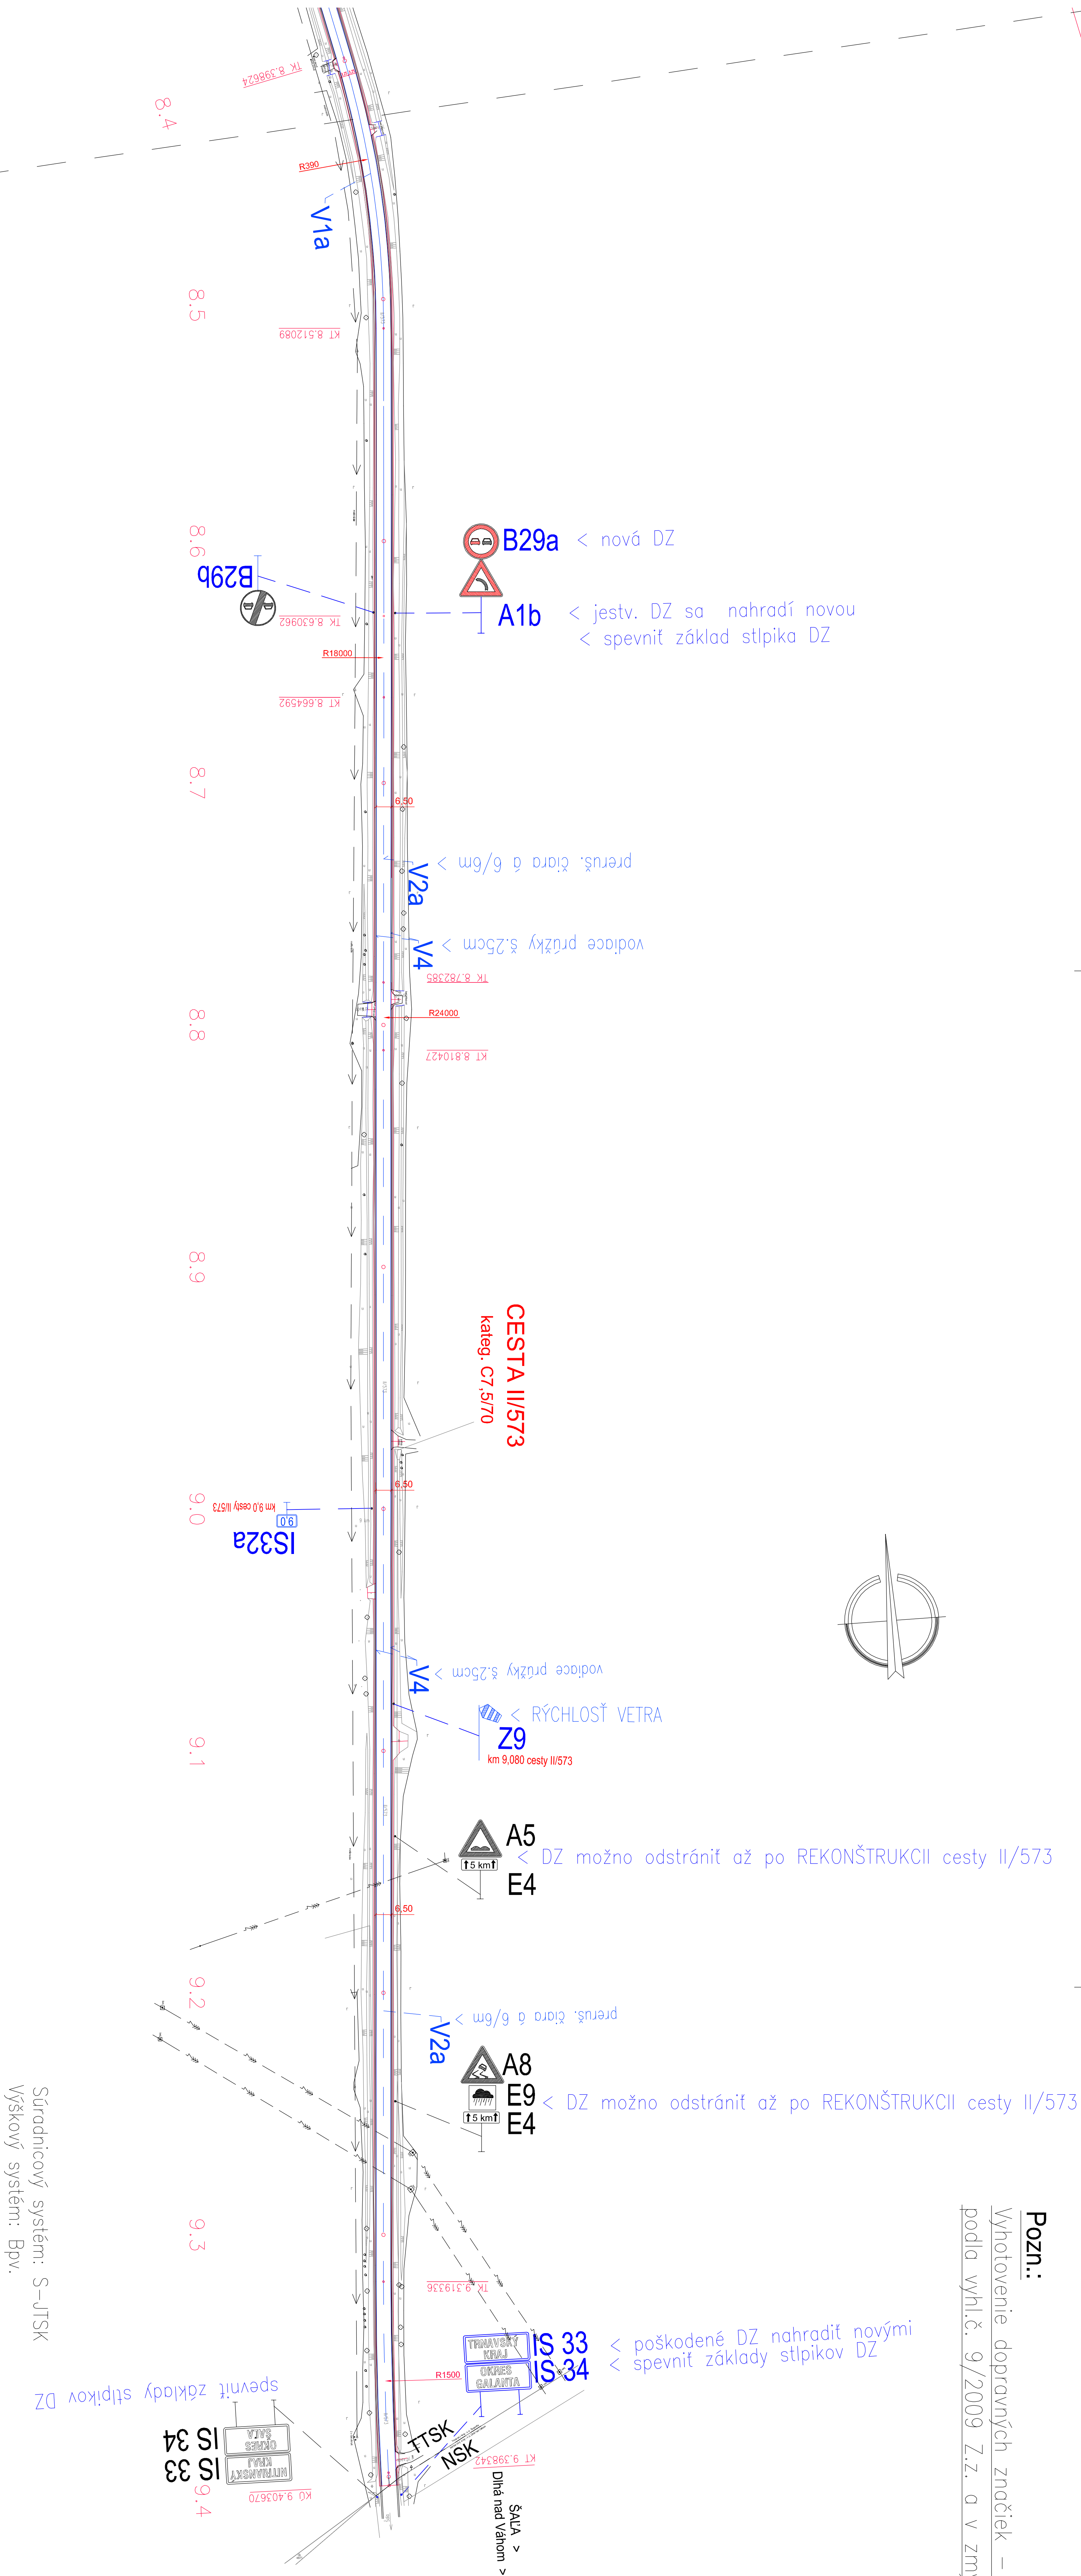 TK 8.398624
8.4
R390
V1a
8.5
KT 8.512089
B29a < nová DZ
8.6
B29b
A1b < jestv. DZ sa nahradí novou
< spevniť základ stlpika DZ
TK 8.630962
R18000
KT 8.664592
8.7
6,50
V2a
preruš. čiara á 6/6m >
V4
vodiace prúžky š.25cm >
TK 8.782385
8.8
R24000
KT 8.810427
8.9
CESTA II/573
kateg. C7,5/70
9.0
6,50
km 9,0 cesty II/573
9.0
IS32a
V4
vodiace prúžky š.25cm >
< RÝCHLOSŤ VETRA
Z9
km 9,080 cesty II/573
9.1
A5
< DZ možno odstrániť až po REKONŠTRUKCII cesty II/573
5 km
E4
6,50
9.2
preruš. čiara á 6/6m >
V2a
A8
E9 < DZ možno odstrániť až po REKONŠTRUKCII cesty II/573
5 km
E4
9.3
TK 9.319336
TRNAVSKÝ
KRAJ
IS 33 < poškodené DZ nahradiť novými
OKRES
GALANTA
IS 34 < spevniť základy stlpikov DZ
R1500
spevniť základy stlpikov DZ
IS 34
OKRES
ŠAĽA
IS 33
NITRIANSKY
KRAJ
TTSK
NSK
KT 9.398342
KÚ 9.403670
9.4
ŠAĽA >
Dlhá nad Váhom >
Súradnicový systém: S-JTSK
Výškový systém: Bpv.
Pozn.:
Vyhotovenie dopravných značiek –
podla vyhl.č. 9/2009 Z.z. a v